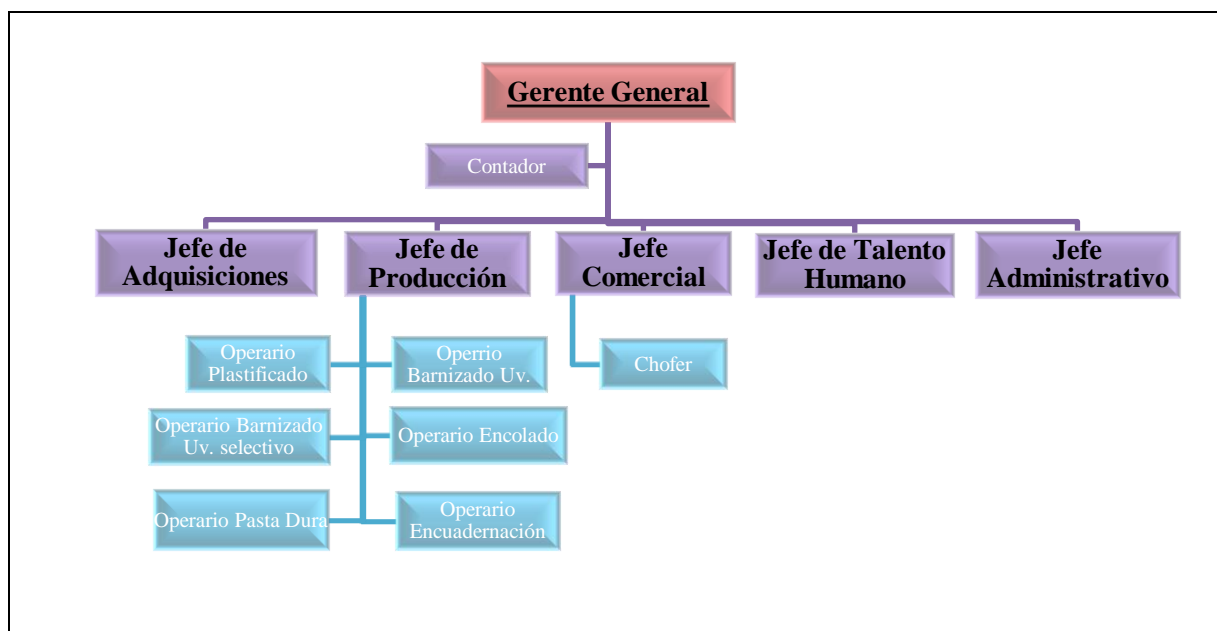 Gerente General
Contador
Jefe de
Adquisiciones
Jefe de
Producción
Jefe
Comercial
Jefe de Talento
Humano
Jefe
Administrativo
Operario
Plastificado
Operrio
Barnizado Uv.
Chofer
Operario Barnizado
Uv. selectivo
Operario Encolado
Operario Pasta Dura
Operario
Encuadernación